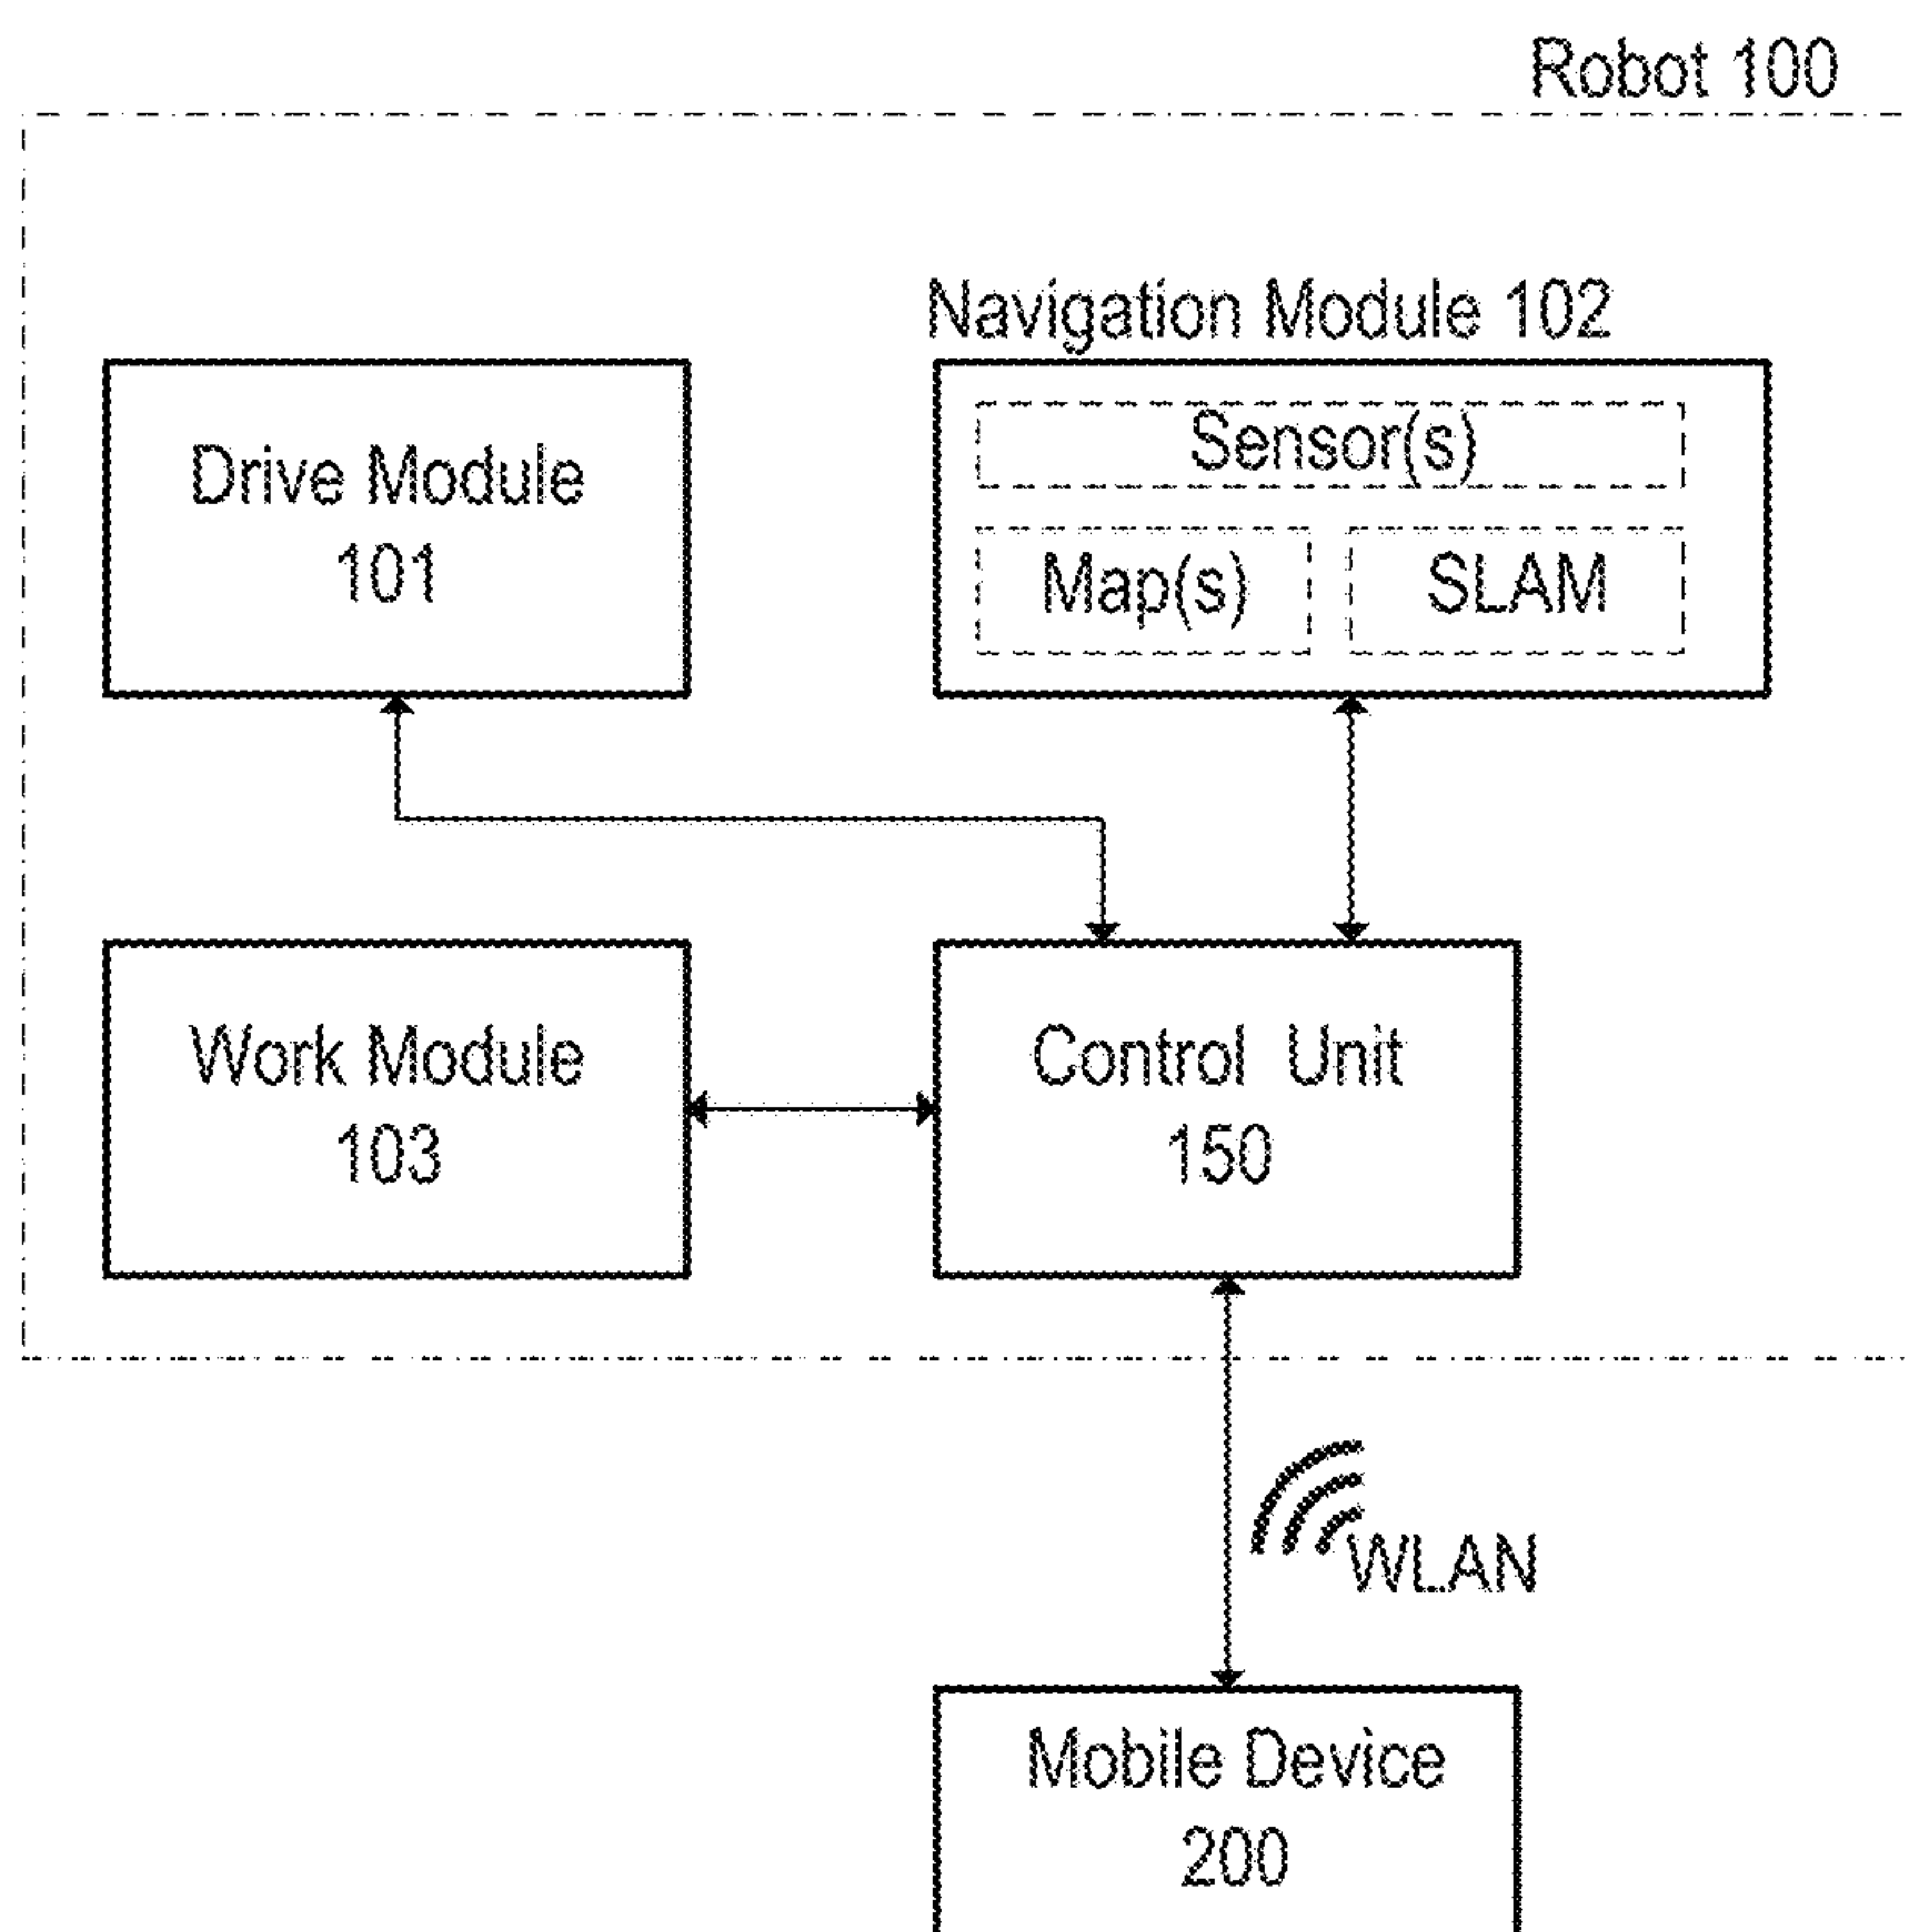 Robot 100
Navigation Module 102
Sensor(s)
Drive Module
101
Map(s)
SLAM
Work Module
103
Control Unit
150
WLAN
Mobile Device
200